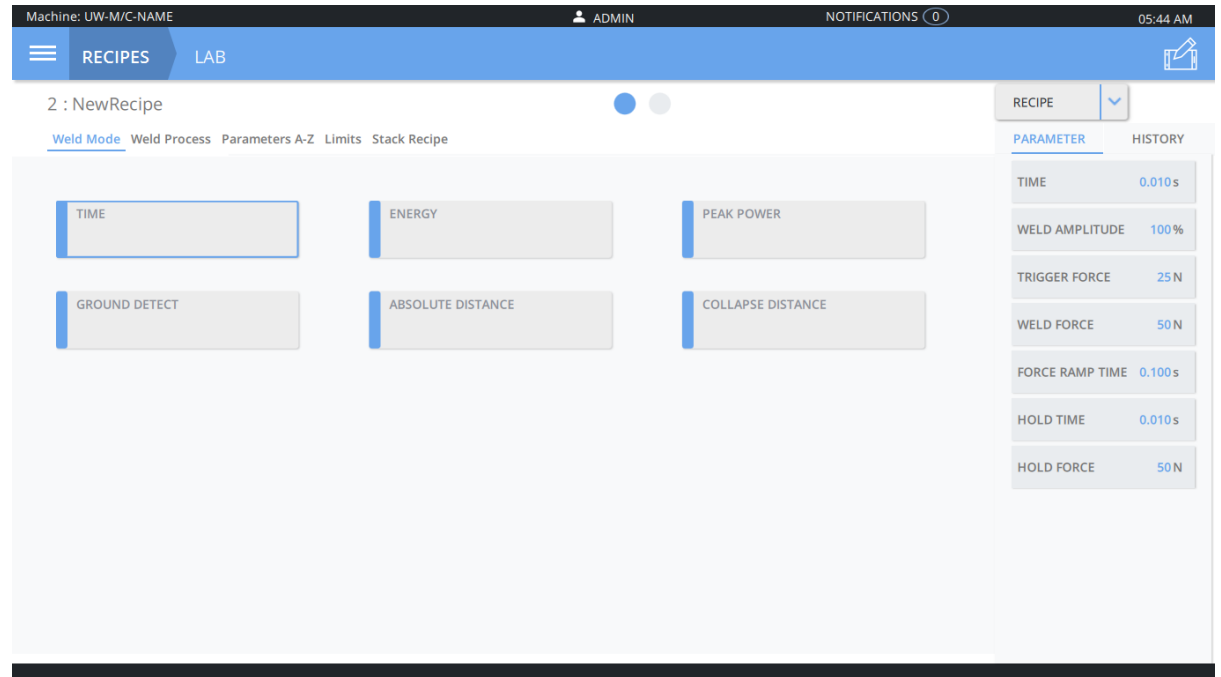 Machine: UW-M/C-NAME ADMIN NOTIFICATIONS 0 05:44 AM
RECIPES LAB
2 : NewRecipe RECIPE
Weld Mode Weld Process Parameters A-Z Limits Stack Recipe PARAMETER HISTORY
TIME 0.010 s
TIME ENERGY PEAK POWER
WELD AMPLITUDE 100 %
TRIGGER FORCE 25 N
GROUND DETECT ABSOLUTE DISTANCE COLLAPSE DISTANCE
WELD FORCE 50 N
FORCE RAMP TIME 0.100 s
HOLD TIME 0.010 s
HOLD FORCE 50 N